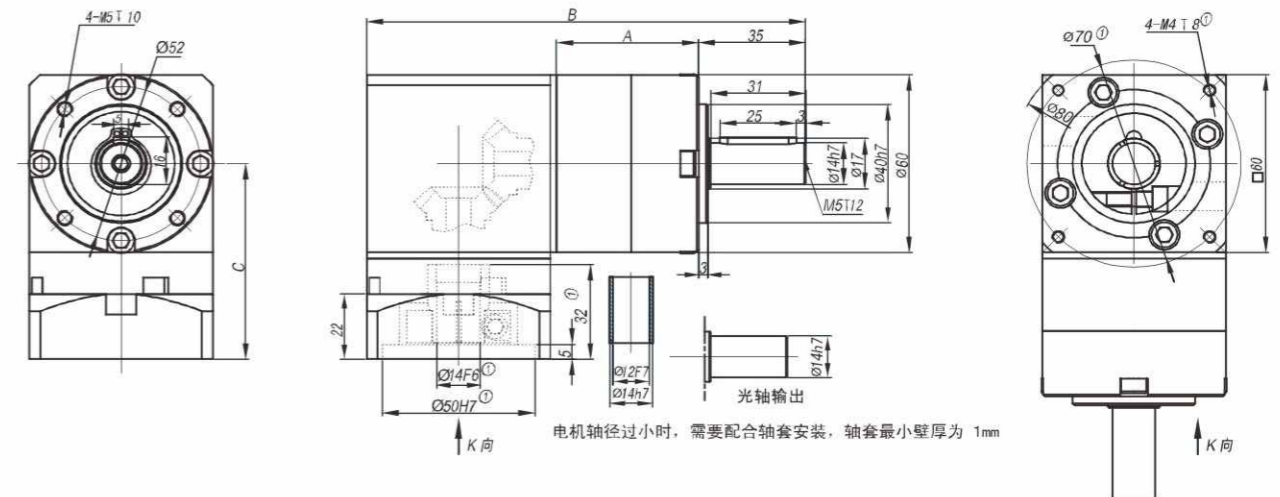 4-M5↧10
Ø52
5
16
C
B
A
35
31
25
3
Ø14h7
Ø17
Ø40h7
Ø60
M5↧12
3
22
32①
5
Ø14F6①
Ø50H7①
K向
Ø12F7
Ø14h7
Ø14h7
光轴输出
电机轴径过小时，需要配合轴套安装，轴套最小壁厚为 1mm
Ø70①
4-M4↧8①
Ø80
□60
K向